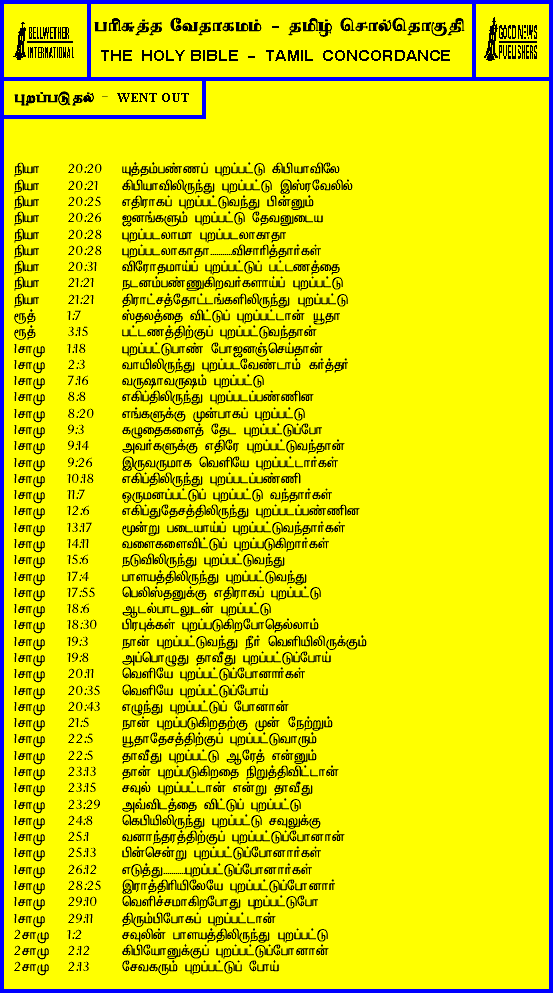 BELLWETHER
INTERNATIONAL
பரிசுத்த வேதாகமம் - தமிழ் சொல்தொகுதி
THE HOLY BIBLE - TAMIL CONCORDANCE
GOOD NEWS
PUBLISHERS
புறப்படுதல் - WENT OUT
நியா 20:20 யுத்தம்பண்ணப் புறப்பட்டு கிபியாவிலே
நியா 20:21 கிபியாவிலிருந்து புறப்பட்டு இஸ்ரவேலில்
நியா 20:25 எதிராகப் புறப்பட்டுவந்து பின்னும்
நியா 20:26 ஜனங்களும் புறப்பட்டு தேவனுடைய
நியா 20:28 புறப்படலாமா புறப்படலாகாதா
நியா 20:28 புறப்படலாகாதா..........விசாரித்தார்கள்
நியா 20:31 விரோதமாய்ப் புறப்பட்டுப் பட்டணத்தை
நியா 21:21 நடனம்பண்ணுகிறவர்களாய்ப் புறப்பட்டு
நியா 21:21 திராட்சத்தோட்டங்களிலிருந்து புறப்பட்டு
ரூத் 1:7 ஸ்தலத்தை விட்டுப் புறப்பட்டாள் யூதா
ரூத் 3:15 பட்டணத்திற்குப் புறப்பட்டுவந்தாள்
1சாமு 1:18 புறப்பட்டுபாண் போஜனஞ்செய்தாள்
1சாமு 2:3 வாயிலிருந்து புறப்படவேண்டாம் கர்த்தர்
1சாமு 7:16 வருஷாவருஷம் புறப்பட்டு
1சாமு 8:8 எகிப்திலிருந்து புறப்படப்பண்ணின
1சாமு 8:20 எங்களுக்கு முன்பாகப் புறப்பட்டு
1சாமு 9:3 கழுதைகளைத் தேட புறப்பட்டுப்போ
1சாமு 9:14 அவர்களுக்கு எதிரே புறப்பட்டுவந்தான்
1சாமு 9:26 இருவருமாக வெளியே புறப்பட்டார்கள்
1சாமு 10:18 எகிப்திலிருந்து புறப்படப்பண்ணி
1சாமு 11:7 ஒருமனப்பட்டுப் புறப்பட்டு வந்தார்கள்
1சாமு 12:6 எகிப்துதேசத்திலிருந்து புறப்படப்பண்ணின
1சாமு 13:17 மூன்று படையாய்ப் புறப்பட்டுவந்தார்கள்
1சாமு 14:11 வளைகளைவிட்டுப் புறப்படுகிறார்கள்
1சாமு 15:6 நடுவிலிருந்து புறப்பட்டுவந்து
1சாமு 17:4 பாளயத்திலிருந்து புறப்பட்டுவந்து
1சாமு 17:55 பெலிஸ்தனுக்கு எதிராகப் புறப்பட்டு
1சாமு 18:6 ஆடல்பாடலுடன் புறப்பட்டு
1சாமு 18:30 பிரபுக்கள் புறப்படுகிறபோதெல்லாம்
1சாமு 19:3 நான் புறப்பட்டுவந்து நீர் வெளியிலிருக்கும்
1சாமு 19:8 அப்பொழுது தாவீது புறப்பட்டுப்போய்
1சாமு 20:11 வெளியே புறப்பட்டுப்போனார்கள்
1சாமு 20:35 வெளியே புறப்பட்டுப்போய்
1சாமு 20:43 எழுந்து புறப்பட்டுப் போனான்
1சாமு 21:5 நான் புறப்படுகிறதற்கு முன் நேற்றும்
1சாமு 22:5 யூதாதேசத்திற்குப் புறப்பட்டுவாரும்
1சாமு 22:5 தாவீது புறப்பட்டு ஆரேத் என்னும்
1சாமு 23:13 தான் புறப்படுகிறதை நிறுத்திவிட்டான்
1சாமு 23:15 சவுல் புறப்பட்டான் என்று தாவீது
1சாமு 23:29 அவ்விடத்தை விட்டுப் புறப்பட்டு
1சாமு 24:8 கெபியிலிருந்து புறப்பட்டு சவுலுக்கு
1சாமு 25:1 வனாந்தரத்திற்குப் புறப்பட்டுப்போனான்
1சாமு 25:13 பின்சென்று புறப்பட்டுப்போனார்கள்
1சாமு 26:12 எடுத்து..........புறப்பட்டுப்போனார்கள்
1சாமு 28:25 இராத்திரியிலேயே புறப்பட்டுப்போனார்
1சாமு 29:10 வெளிச்சமாகிறபோது புறப்பட்டுபோ
1சாமு 29:11 திரும்பிபோகப் புறப்பட்டான்
2சாமு 1:2 சவுலின் பாளயத்திலிருந்து புறப்பட்டு
2சாமு 2:12 கிபியோனுக்குப் புறப்பட்டுப்போனான்
2சாமு 2:13 சேவகரும் புறப்பட்டுப் போய்